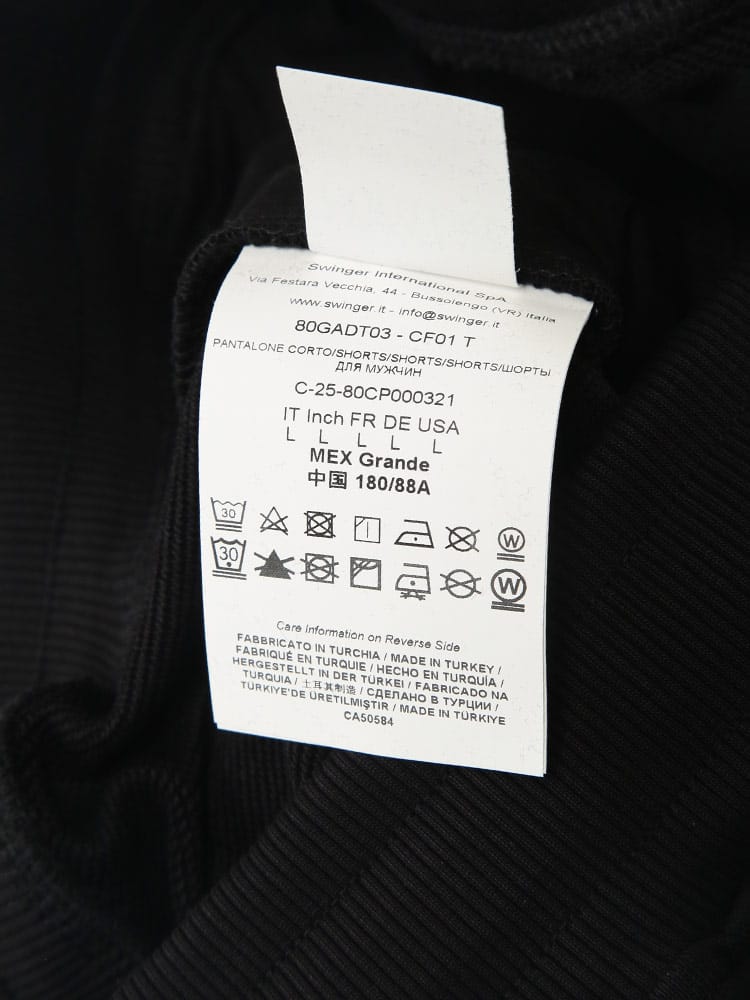 Swinger International SpA
Via Festara Vecchia, 44 - Bussolengo (VR) Italia
www.swinger.it - info@swinger.it
80GADT03 - CF01 T
PANTALONE CORTO/SHORTS/SHORTS/SHORTS/ШОРТЫ
ДЛЯ МУЖЧИН
C-25-80CP000321
IT Inch FR DE USA
L L L L L
MEX Grande
中国 180/88A
30 W
30 W
Care Information on Reverse Side
FABBRICATO IN TURCHIA / MADE IN TURKEY /
FABRIQUÉ EN TURQUIE / HECHO EN TURQUÍA /
HERGESTELLT IN DER TÜRKEI / FABRICADO NA
TURQUIA / 土耳其制造 / СДЕЛАНО В ТУРЦИИ /
TÜRKIYE'DE ÜRETILMIŞTIR / MADE IN TÜRKIYE
CA50584